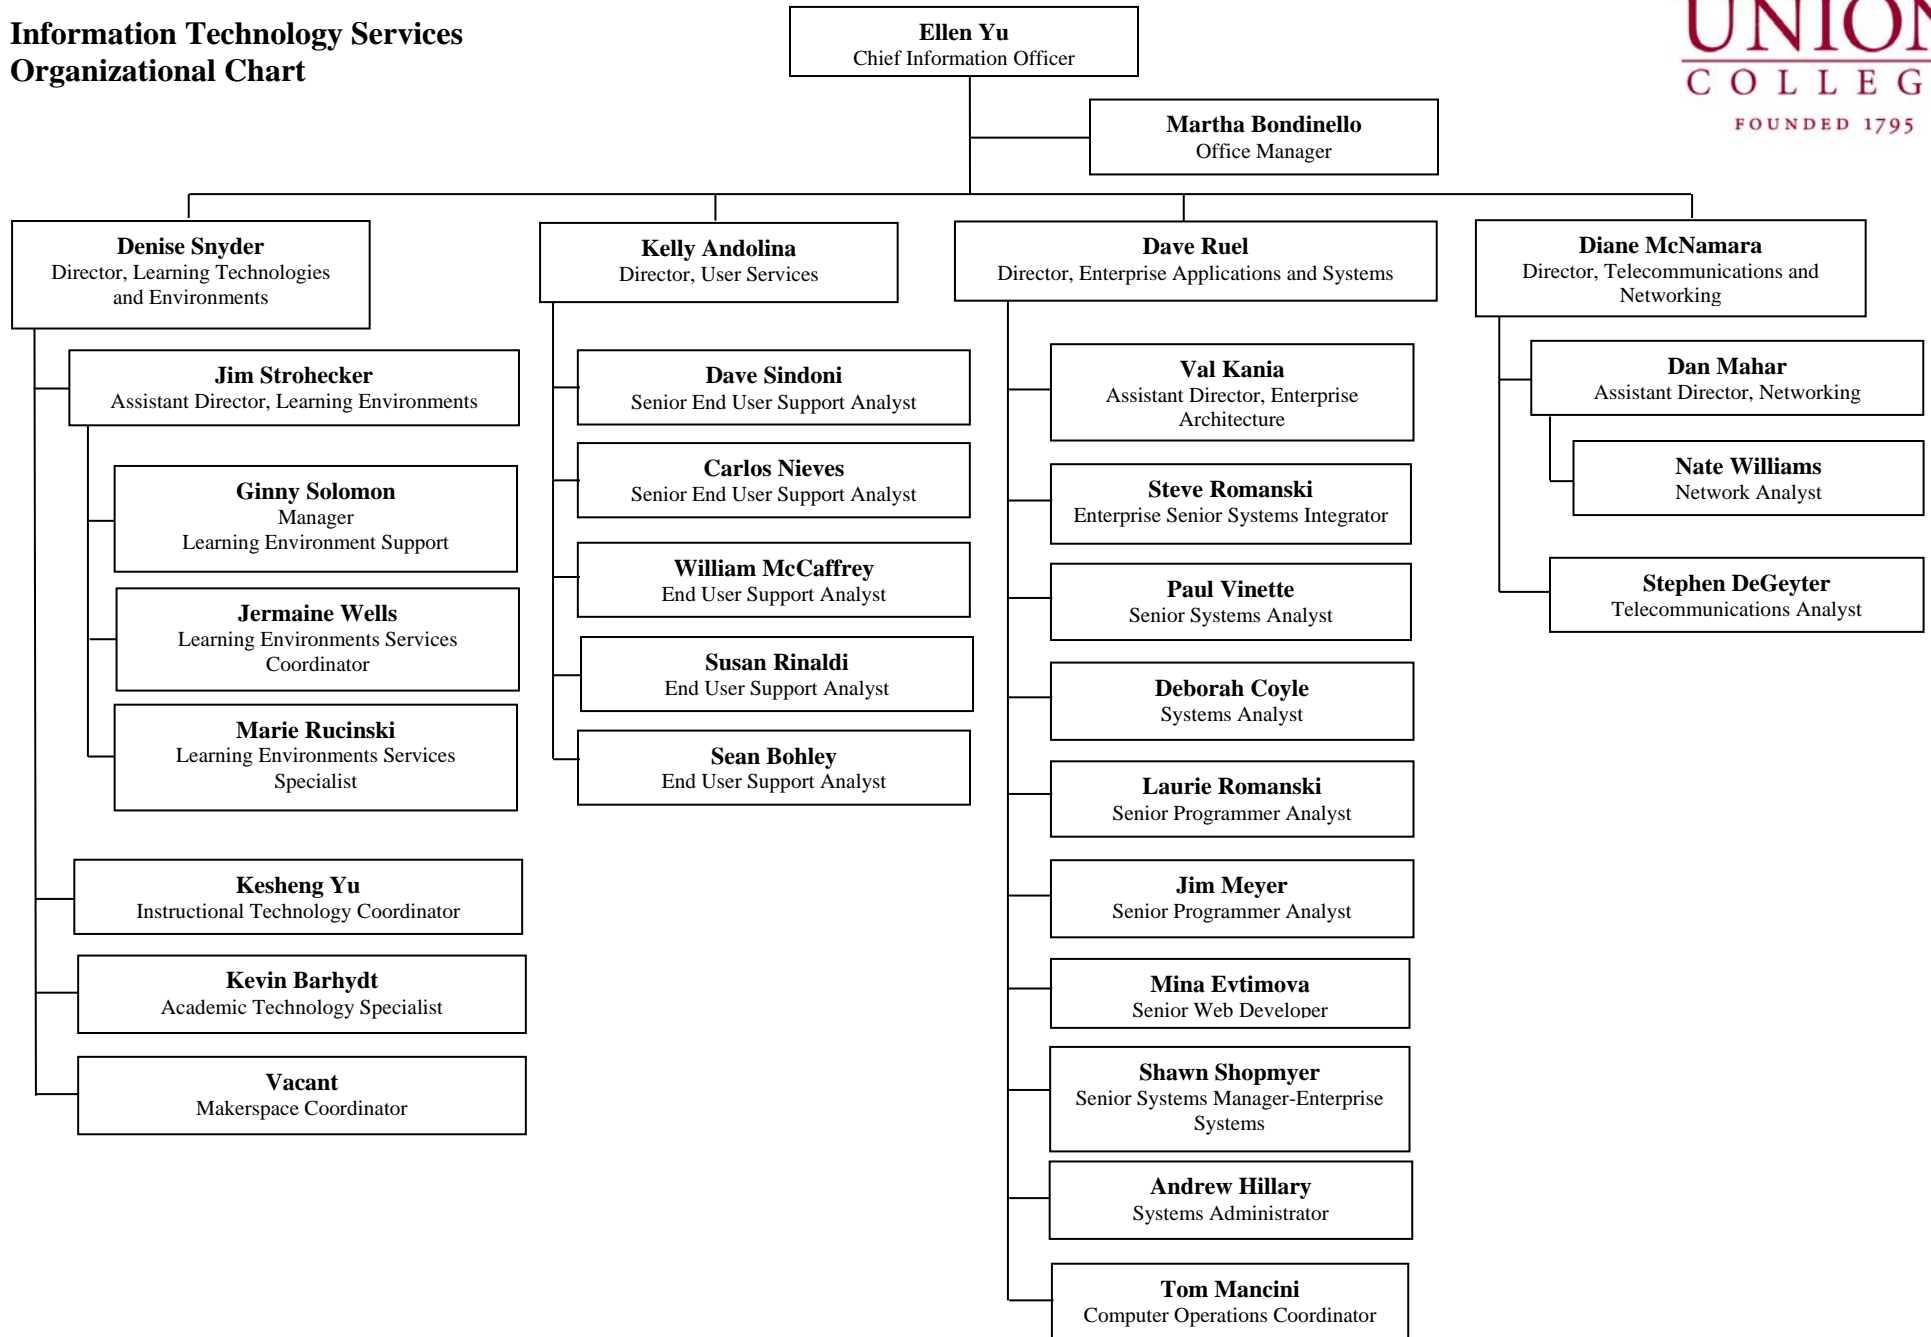 Information Technology Services
Organizational Chart
Ellen Yu
Chief Information Officer
UNION
COLLEG
FOUNDED 1795
Martha Bondinello
Office Manager
Denise Snyder
Director, Learning Technologies
and Environments
Jim Strohecker
Assistant Director, Learning Environments
Ginny Solomon
Manager
Learning Environment Support
Jermaine Wells
Learning Environments Services
Coordinator
Marie Rucinski
Learning Environments Services
Specialist
Kesheng Yu
Instructional Technology Coordinator
Kevin Barhydt
Academic Technology Specialist
Vacant
Makerspace Coordinator
Kelly Andolina
Director, User Services
Dave Sindoni
Senior End User Support Analyst
Carlos Nieves
Senior End User Support Analyst
William McCaffrey
End User Support Analyst
Susan Rinaldi
End User Support Analyst
Sean Bohley
End User Support Analyst
Dave Ruel
Director, Enterprise Applications and Systems
Val Kania
Assistant Director, Enterprise
Architecture
Steve Romanski
Enterprise Senior Systems Integrator
Paul Vinette
Senior Systems Analyst
Deborah Coyle
Systems Analyst
Laurie Romanski
Senior Programmer Analyst
Jim Meyer
Senior Programmer Analyst
Mina Evtimova
Senior Web Developer
Shawn Shopmyer
Senior Systems Manager-Enterprise
Systems
Andrew Hillary
Systems Administrator
Tom Mancini
Computer Operations Coordinator
Diane McNamara
Director, Telecommunications and
Networking
Dan Mahar
Assistant Director, Networking
Nate Williams
Network Analyst
Stephen DeGeyter
Telecommunications Analyst